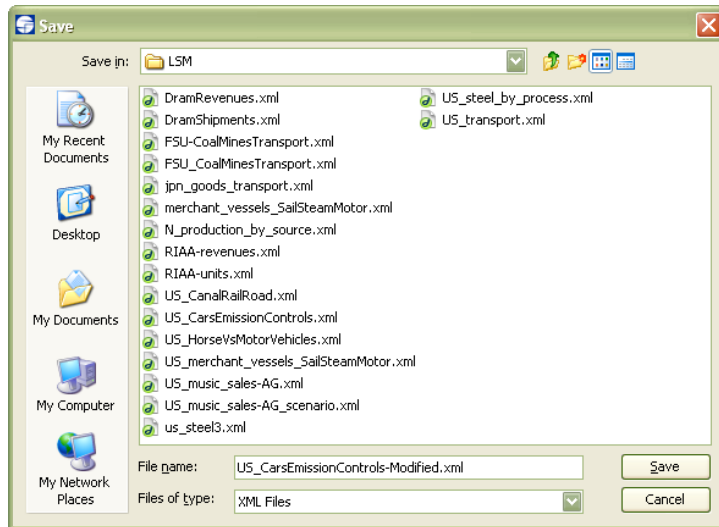 Save
Save in:
LSM
My Recent
Documents
Desktop
My Documents
My Computer
My Network
Places
DramRevenues.xml
DramShipments.xml
FSU-CoalMinesTransport.xml
FSU_CoalMinesTransport.xml
jpn_goods_transport.xml
merchant_vessels_SailSteamMotor.xml
N_production_by_source.xml
RIAA-revenues.xml
RIAA-units.xml
US_CanalRailRoad.xml
US_CarsEmissionControls.xml
US_HorseVsMotorVehicles.xml
US_merchant_vessels_SailSteamMotor.xml
US_music_sales-AG.xml
US_music_sales-AG_scenario.xml
us_steel3.xml
US_steel_by_process.xml
US_transport.xml
File name:
US_CarsEmissionControls-Modified.xml
Save
Files of type:
XML Files
Cancel